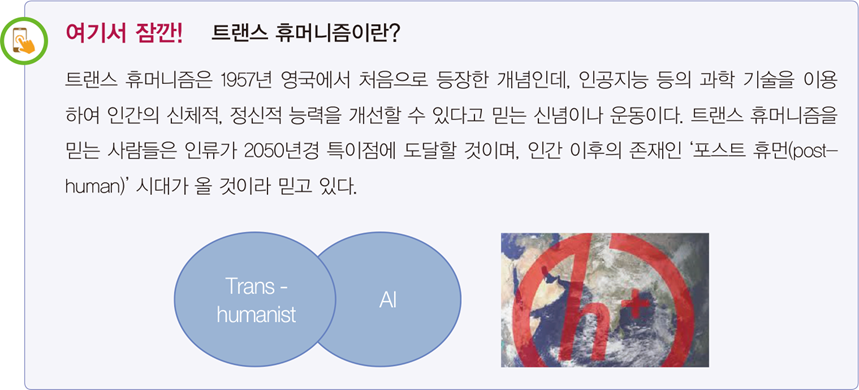 여기서 잠깐! 트랜스 휴머니즘이란?
트랜스 휴머니즘은 1957년 영국에서 처음으로 등장한 개념인데, 인공지능 등의 과학 기술을 이용
하여 인간의 신체적, 정신적 능력을 개선할 수 있다고 믿는 신념이나 운동이다. 트랜스 휴머니즘을
믿는 사람들은 인류가 2050년경 특이점에 도달할 것이며, 인간 이후의 존재인 ‘포스트 휴먼(post–
human)’ 시대가 올 것이라 믿고 있다.
Trans -
humanist
AI
h+